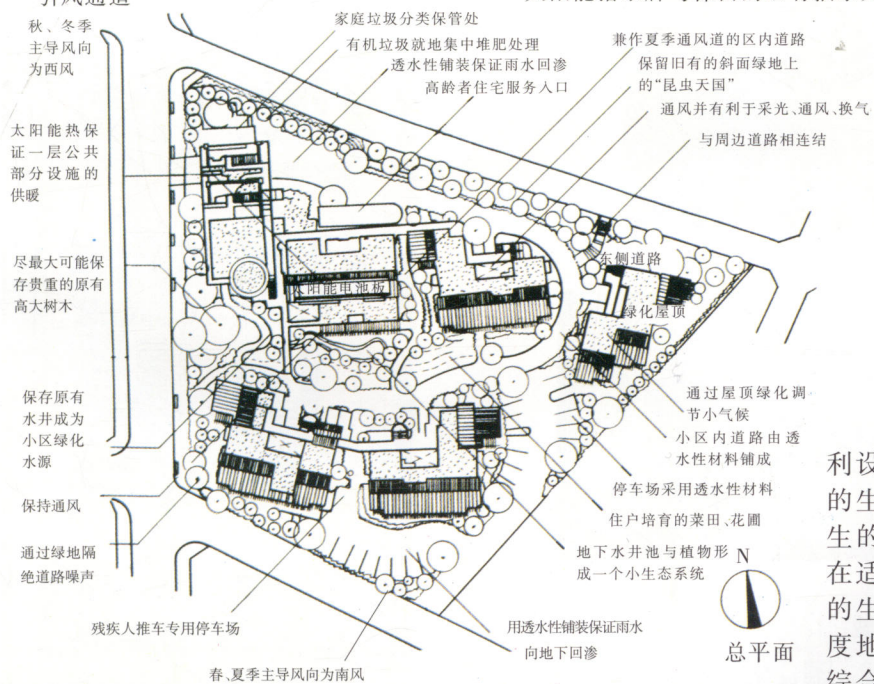 引风通道
秋、冬季
主导风向
为西风
太阳能热保
证一层公共
部分设施的
供暖
尽最大可能保
存贵重的原有
高大树木
保存原有
水井成为
小区绿化
水源
保持通风
通过绿地隔
绝道路噪声
残疾人推车专用停车场
春、夏季主导风向为南风
家庭垃圾分类保管处
有机垃圾就地集中堆肥处理
透水性铺装保证雨水回渗
高龄者住宅服务入口
兼作夏季通风道的区内道路
保留旧有的斜面绿地上
的“昆虫天国”
通风并有利于采光、通风、换气
与周边道路相连结
东侧道路
太阳能电池板
绿化屋顶
通过屋顶绿化调
节小气候
小区内道路由透
水性材料铺成
停车场采用透水性材料
住户培育的菜田、花圃
地下水井池与植物形
成一个小生态系统
用透水性铺装保证雨水
向地下回渗
N
总平面
利设
的生
生的
在适
的生
度地